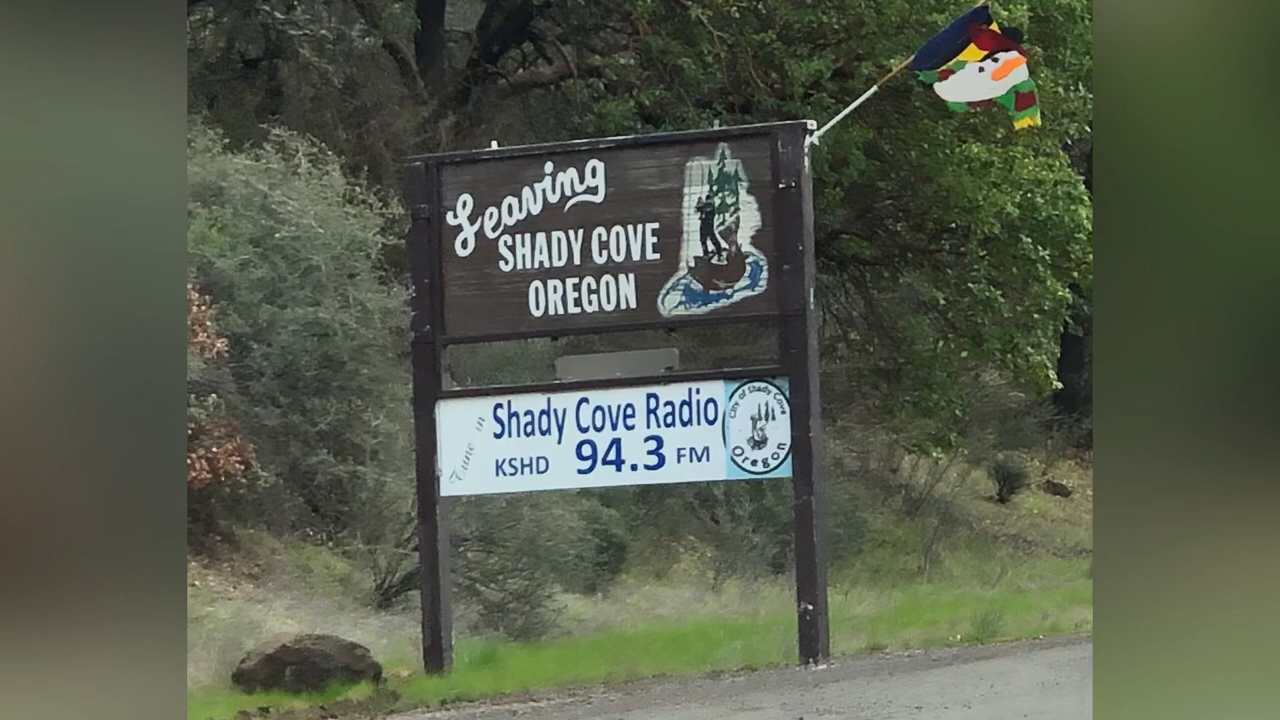 Leaving
SHADY COVE
OREGON
Tune in
Shady Cove Radio
KSHD 94.3 FM
City of Shady Cove
Oregon